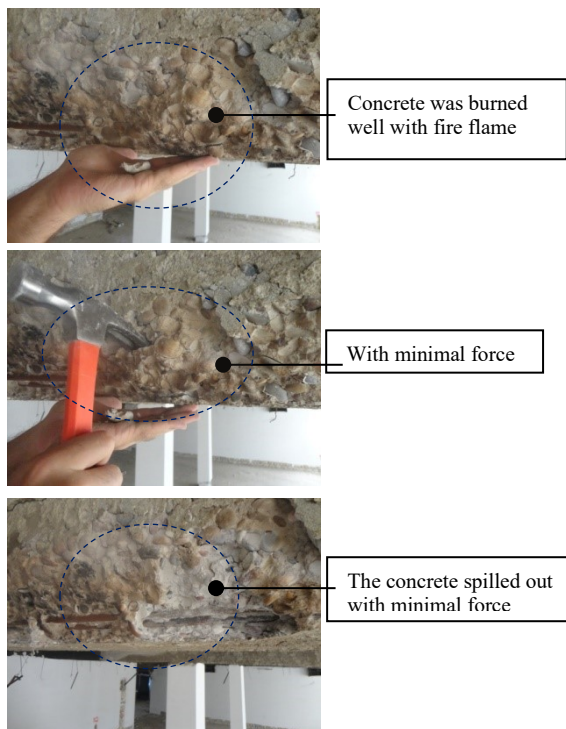 Concrete was burned
well with fire flame
With minimal force
The concrete spilled out
with minimal force